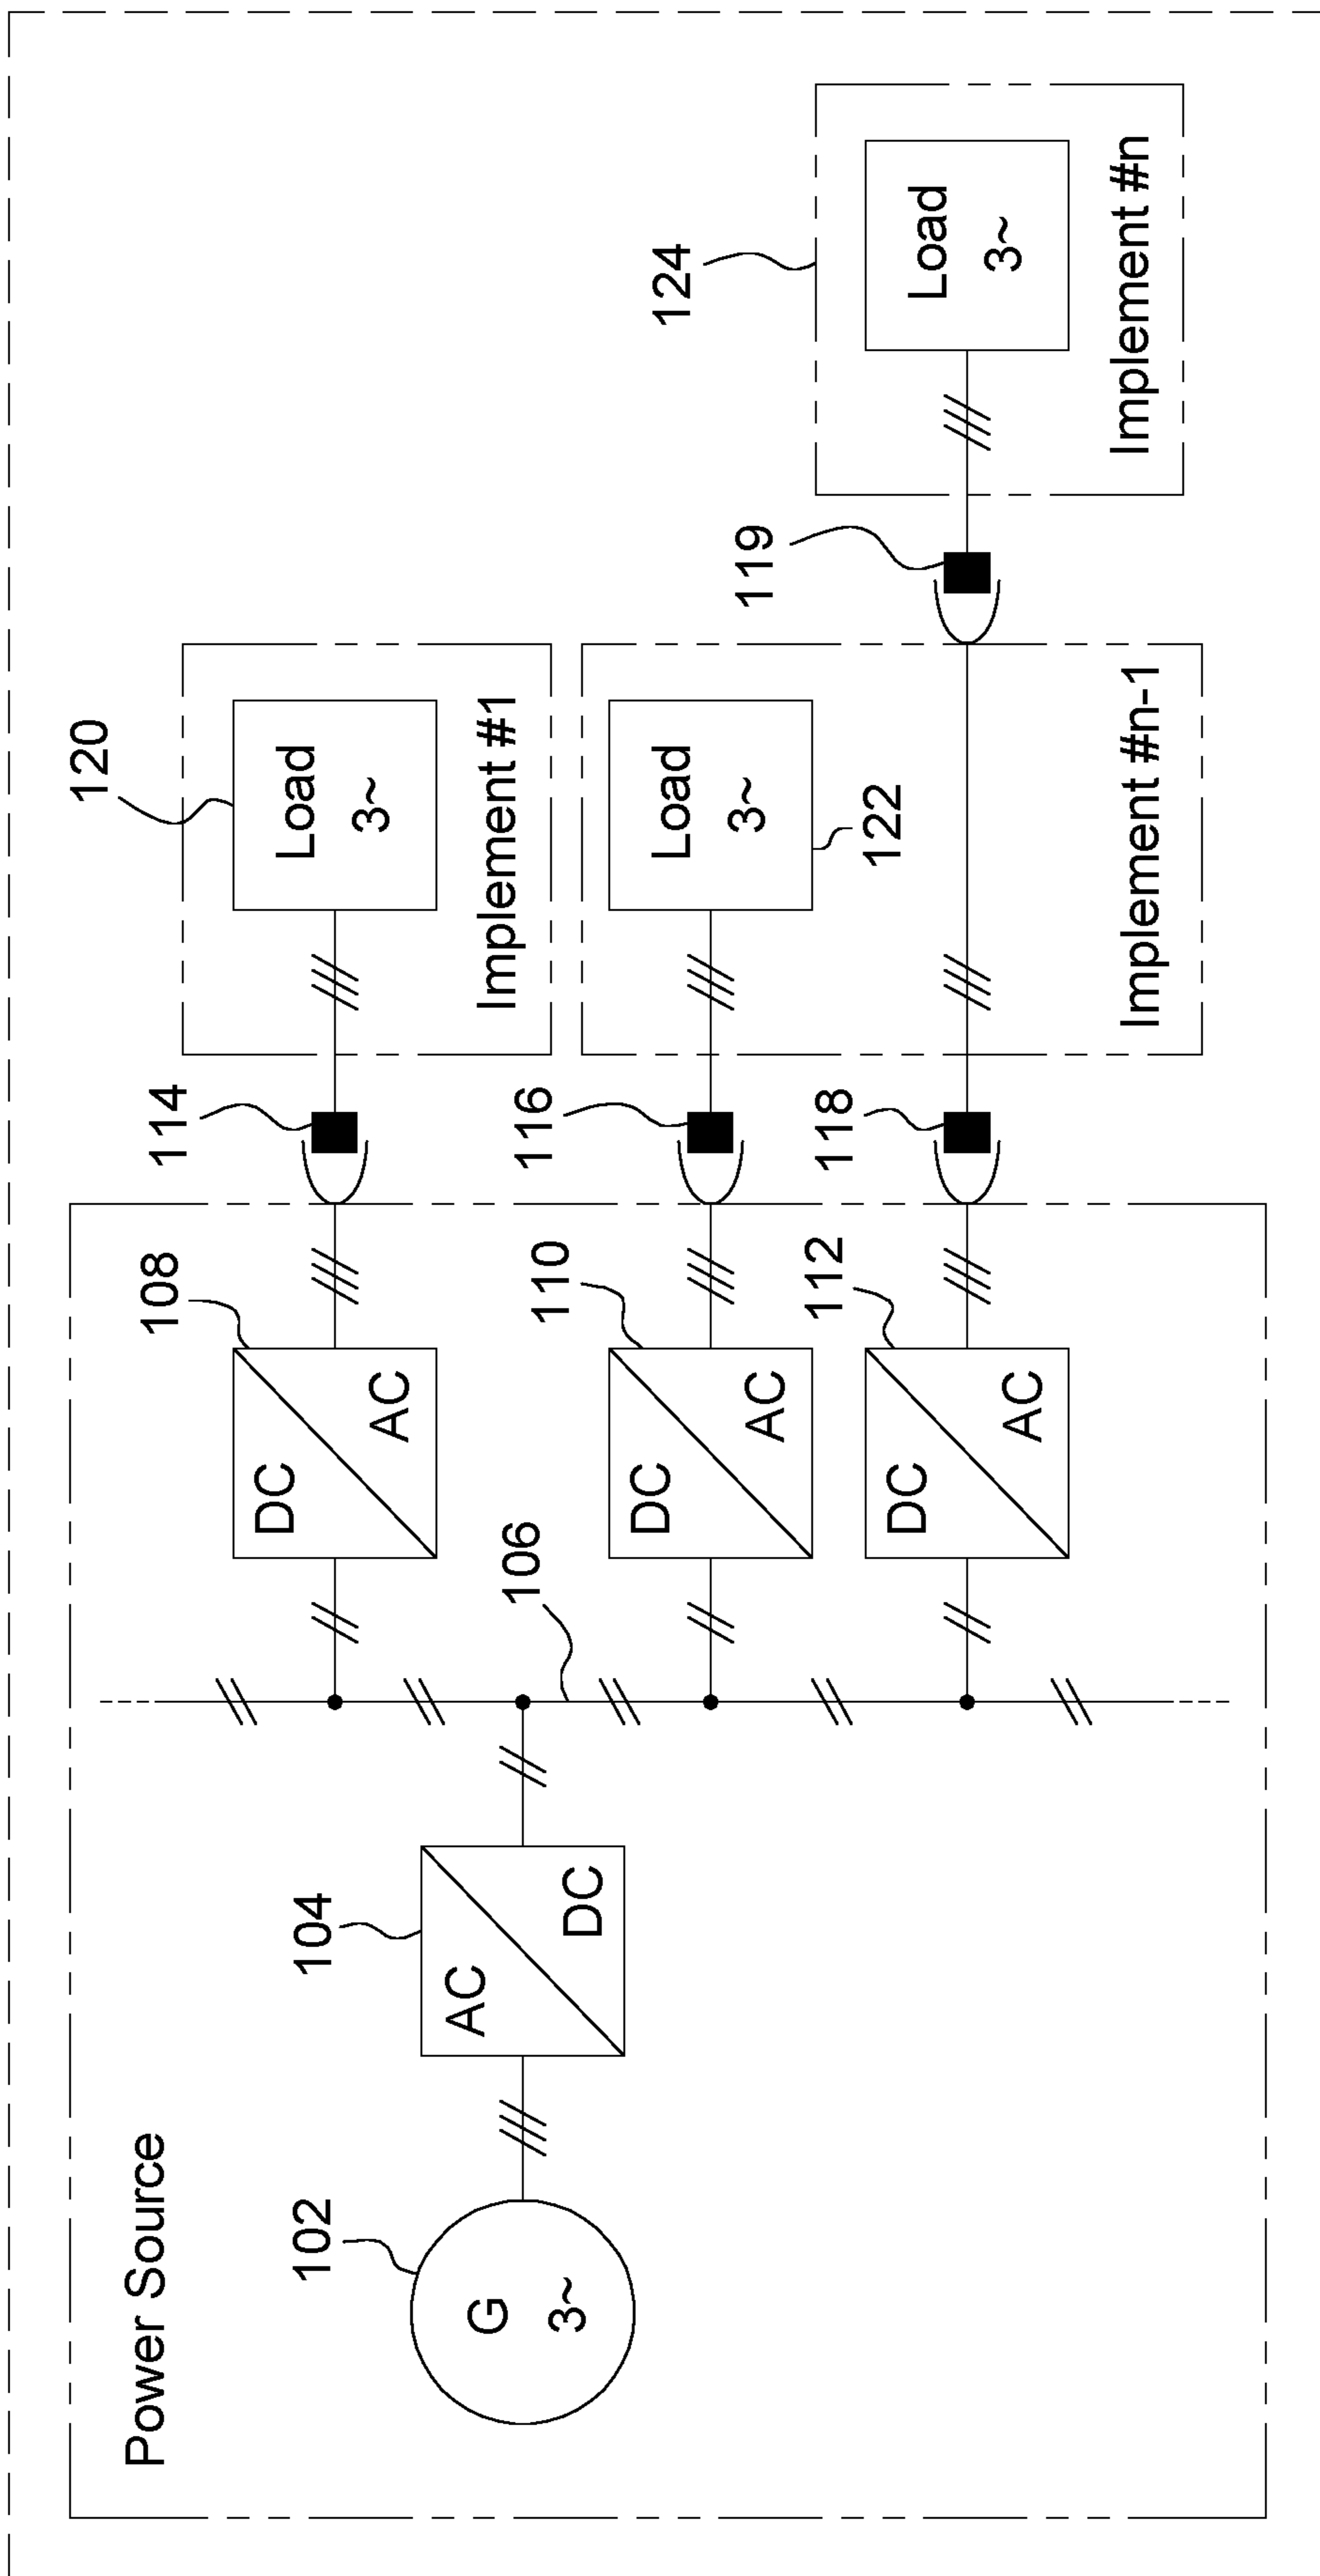 Power Source
102
G
3~
104
AC
DC
106
108
DC
AC
110
DC
AC
112
DC
AC
114
116
118
120
Load
3~
Implement #1
Load
3~
122
Implement #n-1
119
124
Load
3~
Implement #n